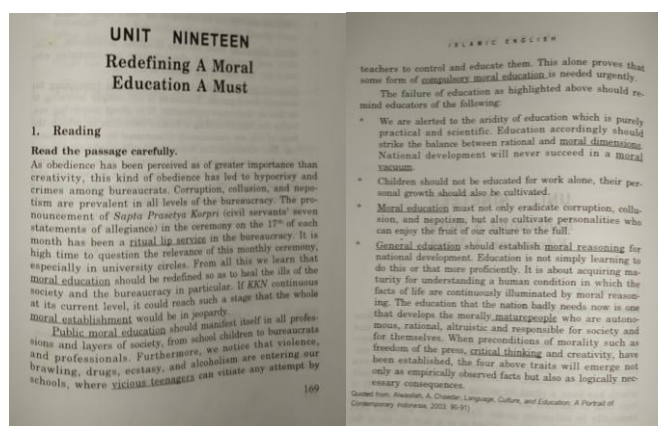 UNIT NINETEEN
Redefining A Moral
Education A Must
1. Reading
Read the passage carefully.
As obedience has been perceived as of greater importance than
creativity, this kind of obedience has led to hypocrisy and
crimes among bureaucrats. Corruption, collusion, and nepo-
tism are prevalent in all levels of the bureaucracy. The pro-
nouncement of Sapta Prasetya Korpri (civil servants' seven
statements of allegiance) in the ceremony on the 17th of each
month has been a ritual lip service in the bureaucracy. It is
high time to question the relevance of this monthly ceremony,
especially in university circles. From all this we learn that
moral education should be redefined so as to heal the ills of the
society and the bureaucracy in particular. If KKN continuous
at its current level, it could reach such a stage that the whole
moral establishment would be in jeopardy.
Public moral education should manifest itself in all profes-
sions and layers of society, from school children to bureaucrats
and professionals. Furthermore, we notice that violence,
brawling, drugs, ecstasy, and alcoholism are entering our
schools, where vicious teenagers can vitiate any attempt by
169
ISLAMIC ENGLISH
teachers to control and educate them. This alone proves that
some form of compulsory moral education is needed urgently.
The failure of education as highlighted above should re-
mind educators of the following:
* We are alerted to the aridity of education which is purely
practical and scientific. Education accordingly should
strike the balance between rational and moral dimensions.
National development will never succeed in a moral
vacuum.
* Children should not be educated for work alone, their per-
sonal growth should also be cultivated.
* Moral education must not only eradicate corruption, collu-
sion, and nepotism, but also cultivate personalities who
can enjoy the fruit of our culture to the full.
* General education should establish moral reasoning for
national development. Education is not simply learning to
do this or that more proficiently. It is about acquiring ma-
turity for understanding a human condition in which the
facts of life are continuously illuminated by moral reason-
ing. The education that the nation badly needs now is one
that develops the morally maturepeople who are autono-
mous, rational, altruistic and responsible for society and
for themselves. When preconditions of morality such as
freedom of the press, critical thinking and creativity, have
been established, the four above traits will emerge not
only as empirically observed facts but also as logically nec-
essary consequences.
Quoted from: Alwasilah, A. Chaedar. Language, Culture, and Education: A Portrait of
Contemporary Indonesia, 2003: 90-91)